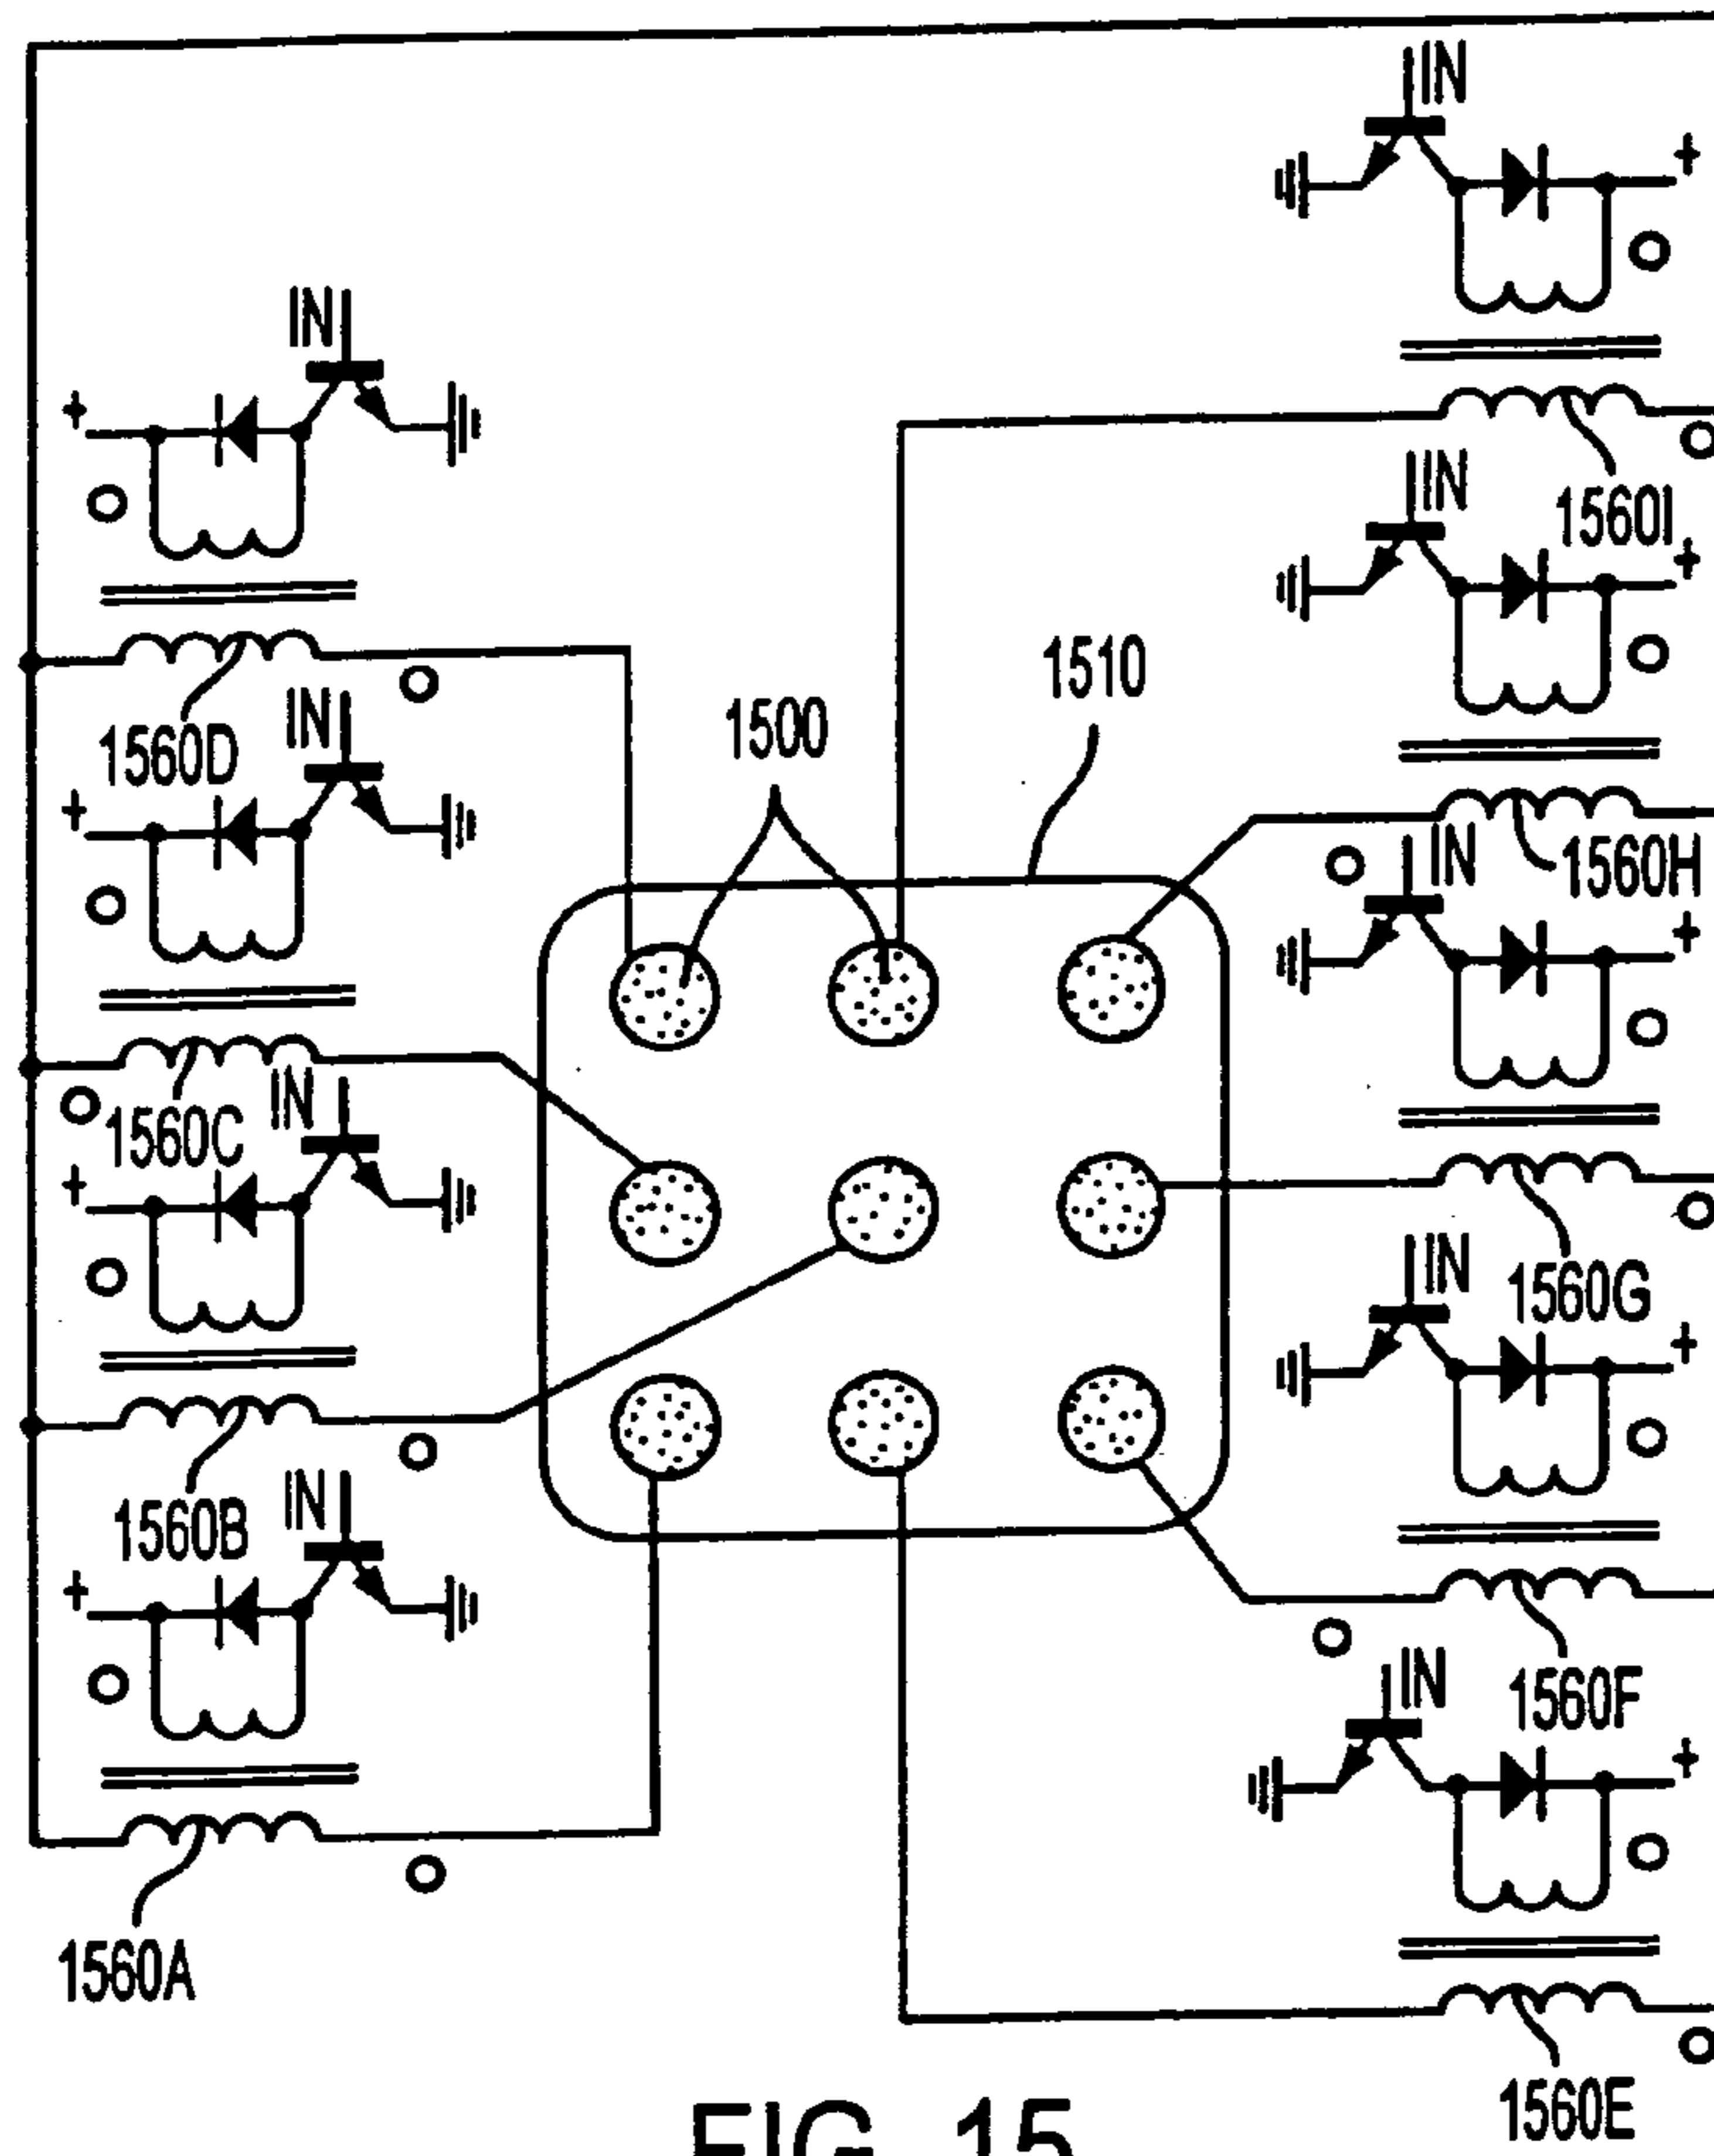 IN
+
IN
+
1560I
IN
+
1510
1560D
IN
1500
+
IN
1560H
+
1560C
IN
+
1560G
IN
+
1560B
IN
+
1560F
IN
+
1560A
1560E
FIG. 15